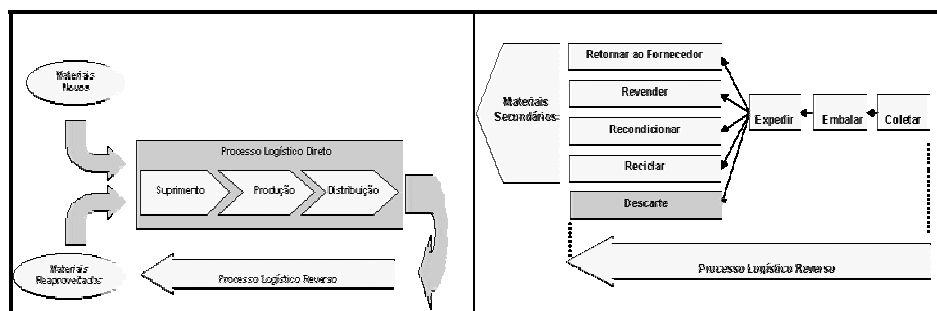 Materiais
Novos
Processo Logístico Direto
Suprimento
Produção
Distribuição
Materiais
Reaproveitados
Processo Logístico Reverso
Retornar ao Fornecedor
Revender
Recondicionar
Reciclar
Descarte
Materiais
Secundários
Expedir
Embalar
Coletar
Processo Logístico Reverso